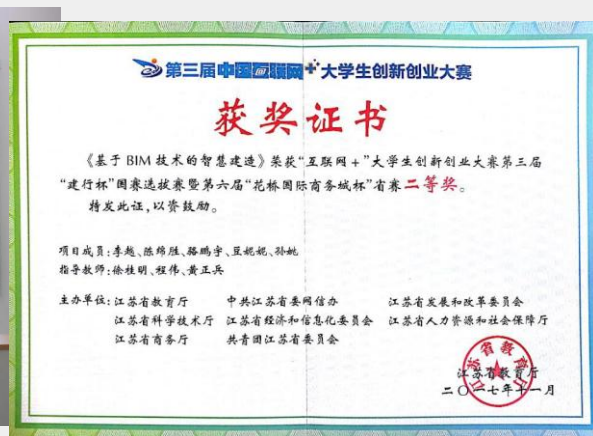 第三届中国互联网+大学生创新创业大赛
获奖证书
《基于 BIM 技术的智慧建造》荣获“互联网+”大学生创新创业大赛第三届
“建行杯”国赛选拔赛暨第六届“花桥国际商务城杯”省赛二等奖。
特发此证,以资鼓励。
项目成员:李越、陈绵胜、骆鹏宇、豆妮妮、孙姚
指导教师:徐桂明、程伟、黄正兵
主办单位:江苏省教育厅 中共江苏省委网信办 江苏省发展和改革委员会
江苏省科学技术厅 江苏省经济和信息化委员会 江苏省人力资源和社会保障厅
江苏省商务厅 共青团江苏省委员会
江苏省教育厅
二〇一七年十一月